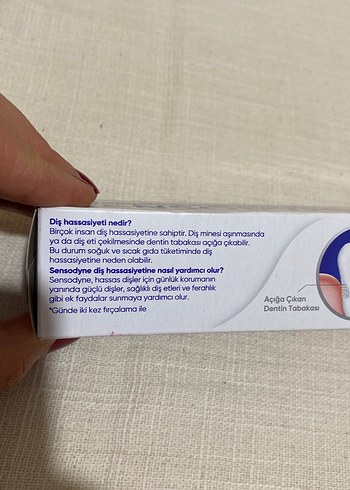 Diş hassasiyeti nedir?
Birçok insan diş hassasiyetine sahiptir. Diş minesi aşınmasında
ya da diş eti çekilmesinde dentin tabakası açığa çıkabilir.
Bu durum soğuk ve sıcak gıda tüketiminde diş
hassasiyetine neden olabilir.
Sensodyne diş hassasiyetine nasıl yardımcı olur?
Sensodyne, hassas dişler için günlük korumanın
yanında güçlü dişler, sağlıklı diş etleri ve ferahlık
gibi ek faydalar sunmaya yardımcı olur.
*Günde iki kez fırçalama ile
Açığa Çıkan
Dentin Tabakası